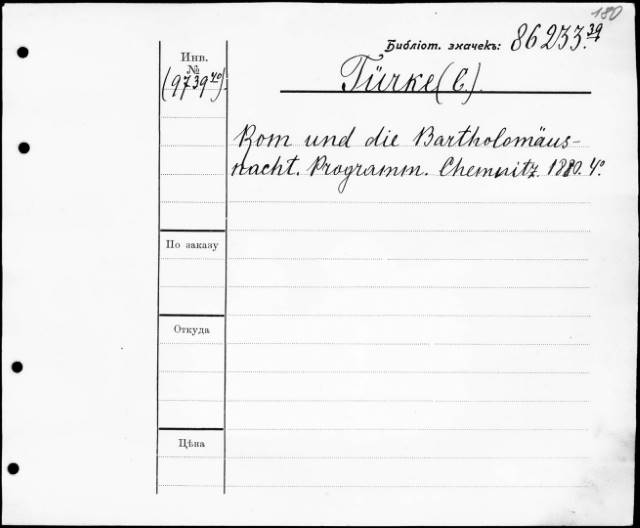 180
Библіот. значекъ: 86233.39
Инв.
№
(9739 40).
Türke (C.)
Rom und die Bartholomäus-
nacht. Programm. Chemnitz. 1880. 4°.
По заказу
Откуда
Цѣна